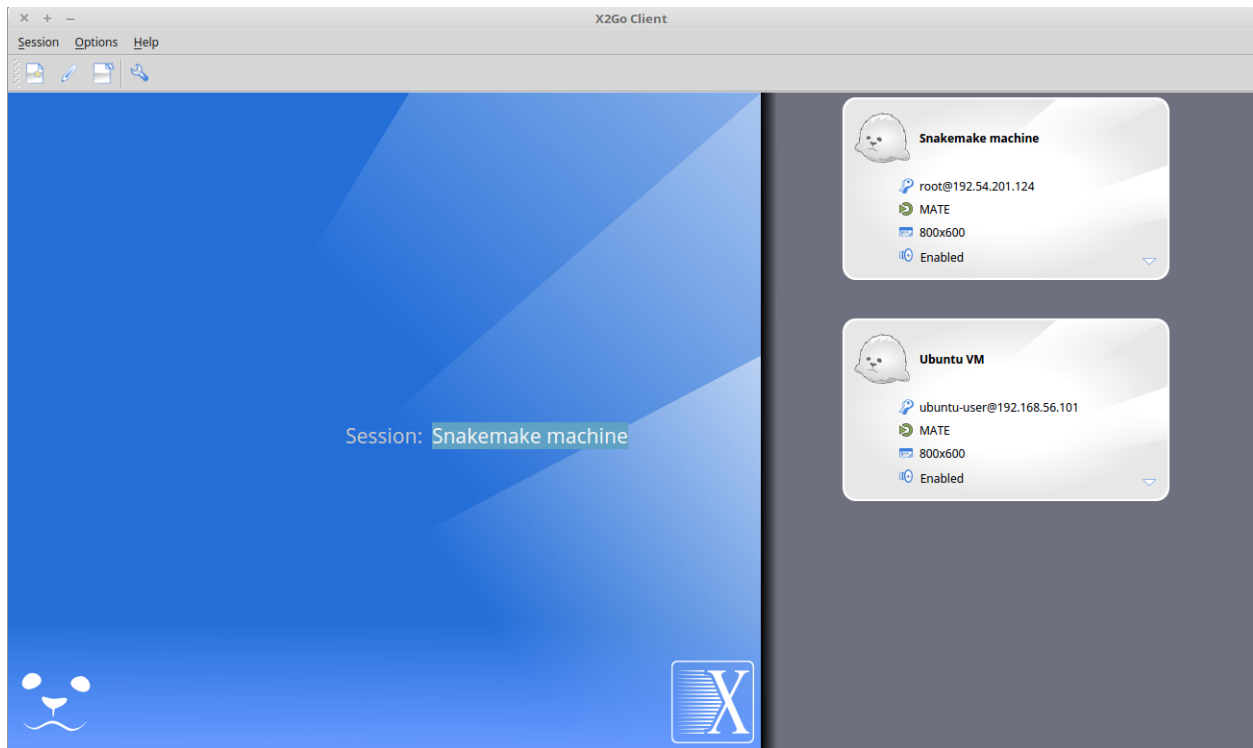 X2Go Client
Session Options Help
Session: Snakemake machine
Snakemake machine
root@192.54.201.124
MATE
800x600
Enabled
Ubuntu VM
ubuntu-user@192.168.56.101
MATE
800x600
Enabled
X